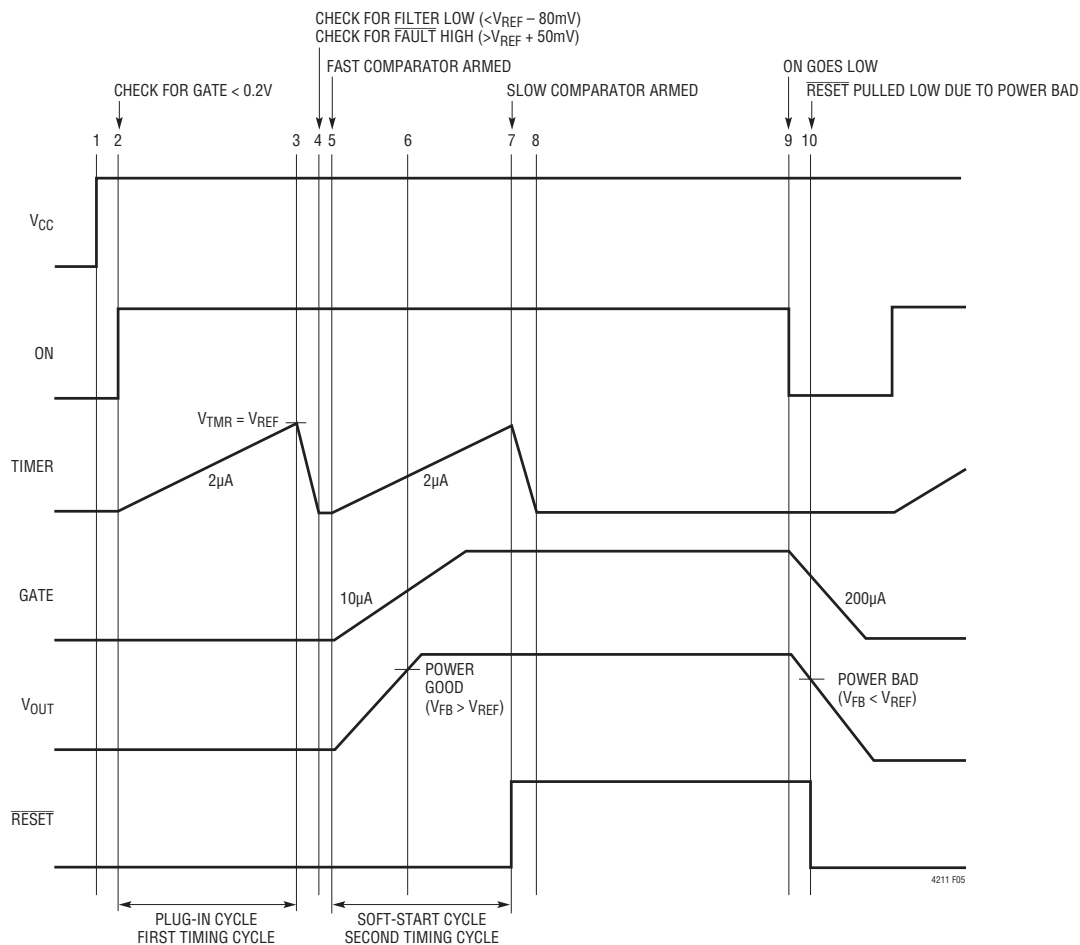 CHECK FOR FILTER LOW (<VREF – 80mV)
CHECK FOR FAULT HIGH (>VREF + 50mV)
FAST COMPARATOR ARMED
ON GOES LOW
CHECK FOR GATE < 0.2V
SLOW COMPARATOR ARMED
RESET PULLED LOW DUE TO POWER BAD
1 2 3 4 5 6 7 8 9 10
VCC
ON
VTMR = VREF
TIMER
2µA
2µA
GATE
10µA
200µA
POWER
GOOD
(VFB > VREF)
POWER BAD
(VFB < VREF)
VOUT
RESET
4211 F05
PLUG-IN CYCLE
FIRST TIMING CYCLE
SOFT-START CYCLE
SECOND TIMING CYCLE